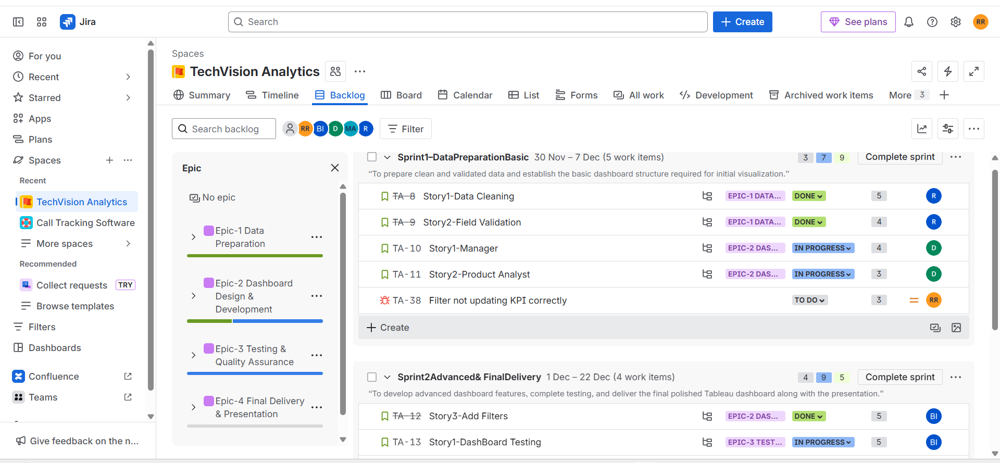 Jira
Search
Create
See plans
RR
For you
Recent
Starred
Apps
Plans
Spaces
Recent
TechVision Analytics
Call Tracking Software
More spaces
Recommended
Collect requests TRY
Browse templates
Filters
Dashboards
Confluence
Teams
Give feedback on the n...
Spaces
TechVision Analytics
Summary Timeline Backlog Board Calendar List Forms All work Development Archived work items More 3
Search backlog RR BI D MA R Filter
Epic
No epic
Epic-1 Data
Preparation
Epic-2 Dashboard
Design &
Development
Epic-3 Testing &
Quality Assurance
Epic-4 Final Delivery
& Presentation
Sprint1–DataPreparationBasic 30 Nov – 7 Dec (5 work items) 3 7 9 Complete sprint
“To prepare clean and validated data and establish the basic dashboard structure required for initial visualization.”
TA-8 Story1-Data Cleaning EPIC-1 DATA... DONE 5 R
TA-9 Story2-Field Validation EPIC-1 DATA... DONE 4 R
TA-10 Story1-Manager EPIC-2 DAS... IN PROGRESS 4 D
TA-11 Story2-Product Analyst EPIC-2 DAS... IN PROGRESS 3 D
TA-38 Filter not updating KPI correctly TO DO 3 RR
Create
Sprint2Advanced& FinalDelivery 1 Dec – 22 Dec (4 work items) 4 9 5 Complete sprint
“To develop advanced dashboard features, complete testing, and deliver the final polished Tableau dashboard along with the presentation.”
TA-12 Story3-Add Filters EPIC-2 DAS... DONE 5 BI
TA-13 Story1-DashBoard Testing EPIC-3 TEST... IN PROGRESS 5 BI